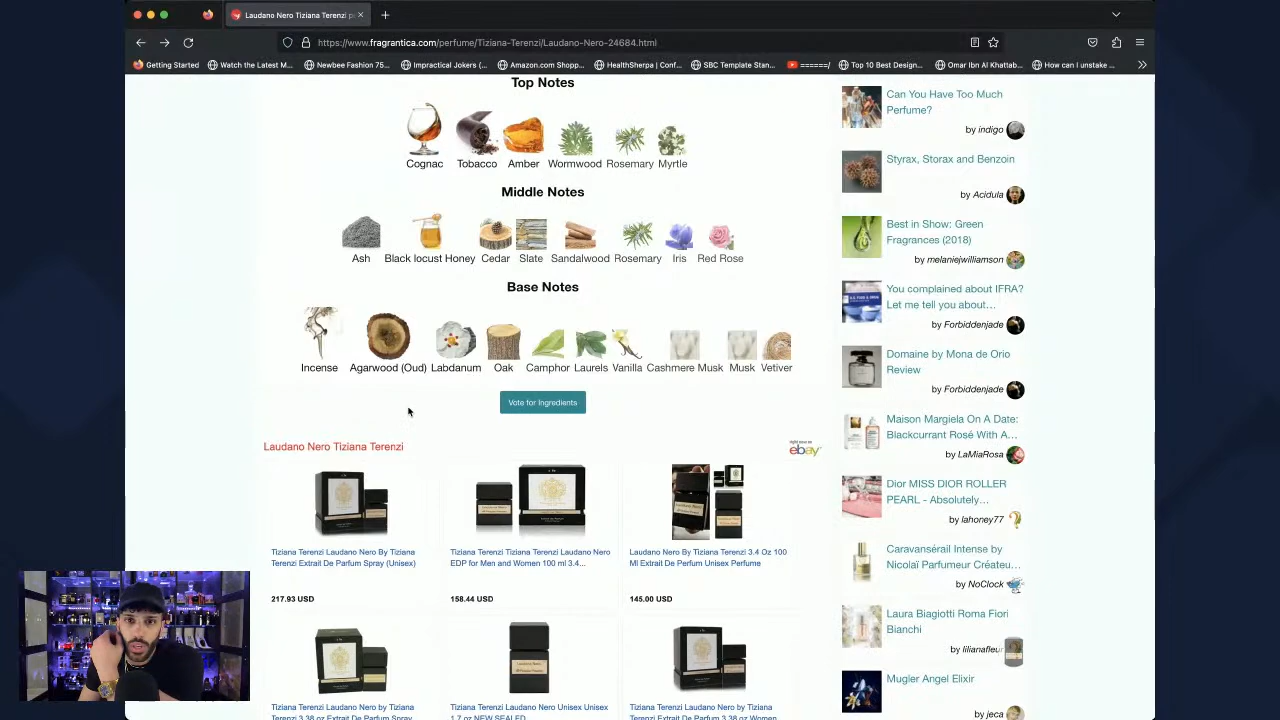 Laudano Nero Tiziana Terenzi p
https://www.fragrantica.com/perfume/Tiziana-Terenzi/Laudano-Nero-24684.html
Getting Started
Watch the Latest M...
Newbee Fashion 75...
Impractical Jokers (...
Amazon.com Shopp...
HealthSherpa | Conf...
SBC Template Stan...
======/
Top 10 Best Design...
Omar Ibn Al Khattab...
How can I unstake ...
Top Notes
Cognac
Tobacco
Amber
Wormwood
Rosemary
Myrtle
Middle Notes
Ash
Black locust Honey
Cedar
Slate
Sandalwood
Rosemary
Iris
Red Rose
Base Notes
Incense
Agarwood (Oud)
Labdanum
Oak
Camphor
Laurels
Vanilla
Cashmere Musk
Musk
Vetiver
Vote for Ingredients
Laudano Nero Tiziana Terenzi
ebay
Tiziana Terenzi Laudano Nero By Tiziana
Terenzi Extrait De Parfum Spray (Unisex)
217.93 USD
Tiziana Terenzi Tiziana Terenzi Laudano Nero
EDP for Men and Women 100 ml 3.4...
158.44 USD
Laudano Nero By Tiziana Terenzi 3.4 Oz 100
Ml Extrait De Parfum Unisex Perfume
145.00 USD
Tiziana Terenzi Laudano Nero by Tiziana
Terenzi 3.38 oz Extrait De Parfum Spray
Tiziana Terenzi Laudano Nero Unisex Unisex
1.7 oz NEW SEALED
Tiziana Terenzi Laudano Nero by Tiziana
Terenzi Extrait De Parfum 3.38 oz Women
Can You Have Too Much
Perfume?
by indigo
Styrax, Storax and Benzoin
by Acidula
Best in Show: Green
Fragrances (2018)
by melaniejwilliamson
You complained about IFRA?
Let me tell you about...
by Forbiddenjade
Domaine by Mona de Orio
Review
by Forbiddenjade
Maison Margiela On A Date:
Blackcurrant Rosé With A...
by LaMiaRosa
Dior MISS DIOR ROLLER
PEARL - Absolutely...
by lahoney77
Caravansérail Intense by
Nicolaï Parfumeur Créateu...
by NoClock
Laura Biagiotti Roma Fiori
Bianchi
by lilianafleur
Mugler Angel Elixir
by jeca